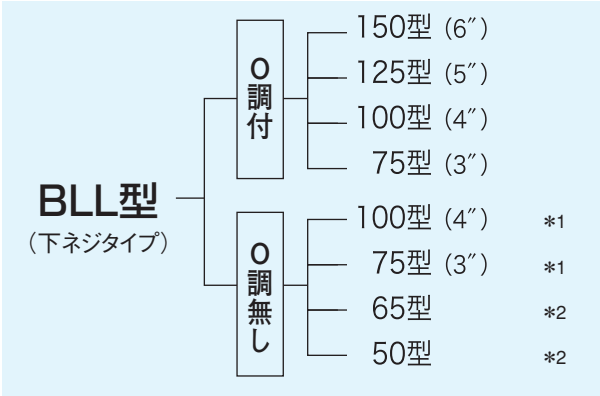 BLL型
（下ネジタイプ）
0調付
150型（6″）
125型（5″）
100型（4″）
75型（3″）
0調無し
100型（4″） *1
75型（3″） *1
65型 *2
50型 *2